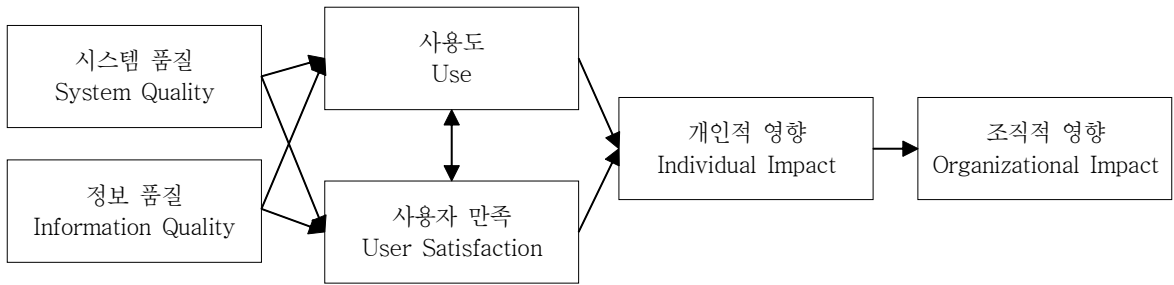 시스템 품질
System Quality
정보 품질
Information Quality
사용도
Use
사용자 만족
User Satisfaction
개인적 영향
Individual Impact
조직적 영향
Organizational Impact